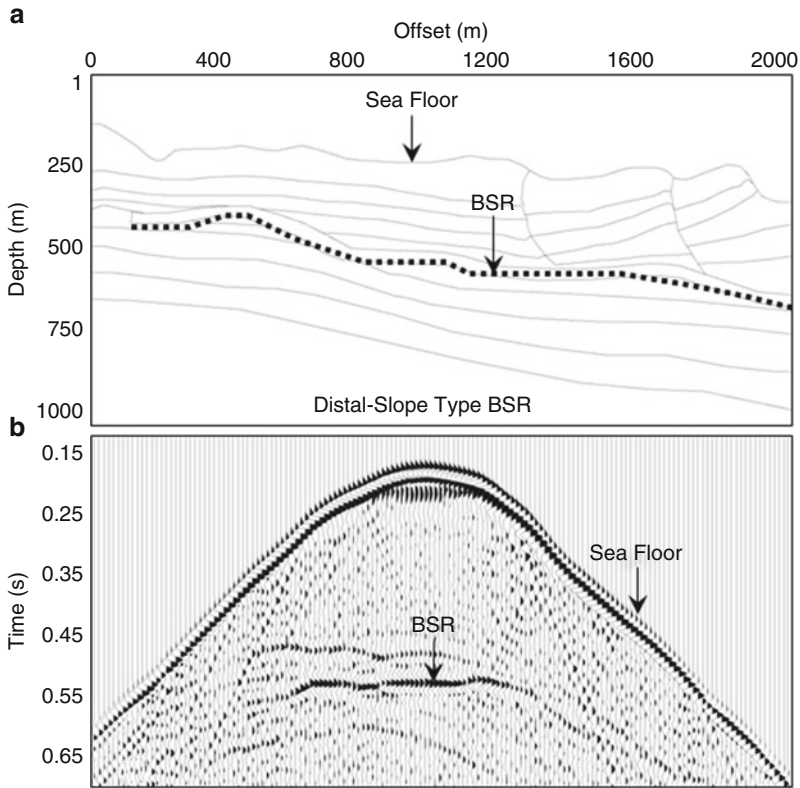 a
Offset (m)
0 400 800 1200 1600 2000
1
Sea Floor
250
BSR
500
Depth (m)
750
1000
Distal-Slope Type BSR
b
0.15
0.25
Sea Floor
0.35
Time (s)
0.45
BSR
0.55
0.65